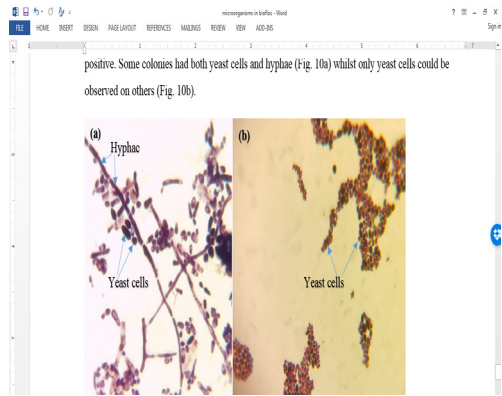 microorganisms in biofloc - Word
Sign in
FILE HOME INSERT DESIGN PAGE LAYOUT REFERENCES MAILINGS REVIEW VIEW ADD-INS
positive. Some colonies had both yeast cells and hyphae (Fig. 10a) whilst only yeast cells could be
observed on others (Fig. 10b).
(a) (b)
Hyphae
Yeast cells Yeast cells